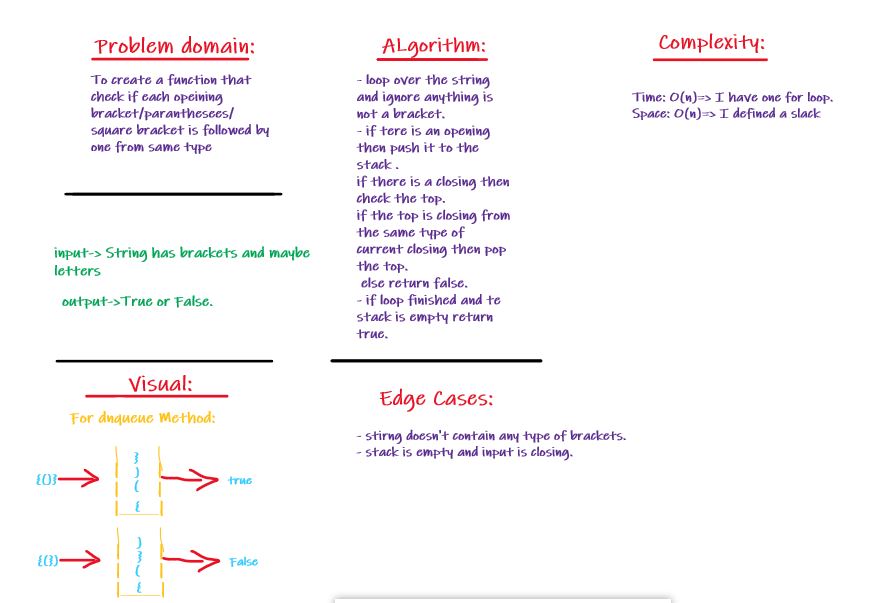 Problem domain:
To create a function that
check if each opeining
bracket/paranthesees/
square bracket is followed by
one from same type
input-> String has brackets and maybe
letters
output->True or False.
Visual:
For dnqueue Method:
{()}
}
)
(
{
true
{(})
)
}
(
{
False
ALgorithm:
- loop over the string
and ignore anything is
not a bracket.
- if tere is an opening
then push it to the
stack .
if there is a closing then
check the top.
if the top is closing from
the same type of
current closing then pop
the top.
else return false.
- if loop finished and te
stack is empty return
true.
Edge Cases:
- stirng doesn't contain any type of brackets.
- stack is empty and input is closing.
Complexity:
Time: O(n)=> I have one for loop.
Space: O(n)=> I defined a slack